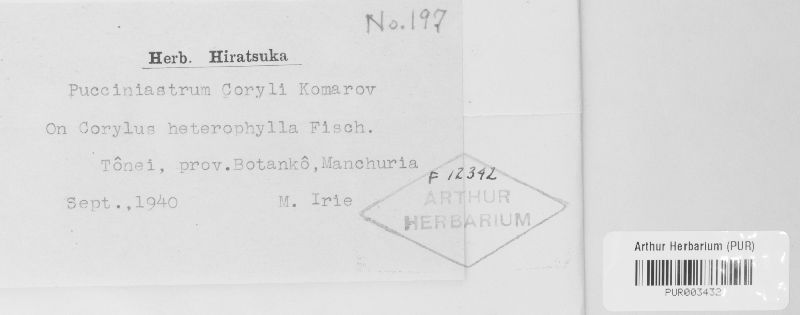 No.197
Herb. Hiratsuka
Pucciniastrum Coryli Komarov
On Corylus heterophylla Fisch.
Tônei, prov.Botankô,Manchuria
Sept.,1940 M. Irie
F 12342
ARTHUR
HERBARIUM
Arthur Herbarium (PUR)
PUR003432